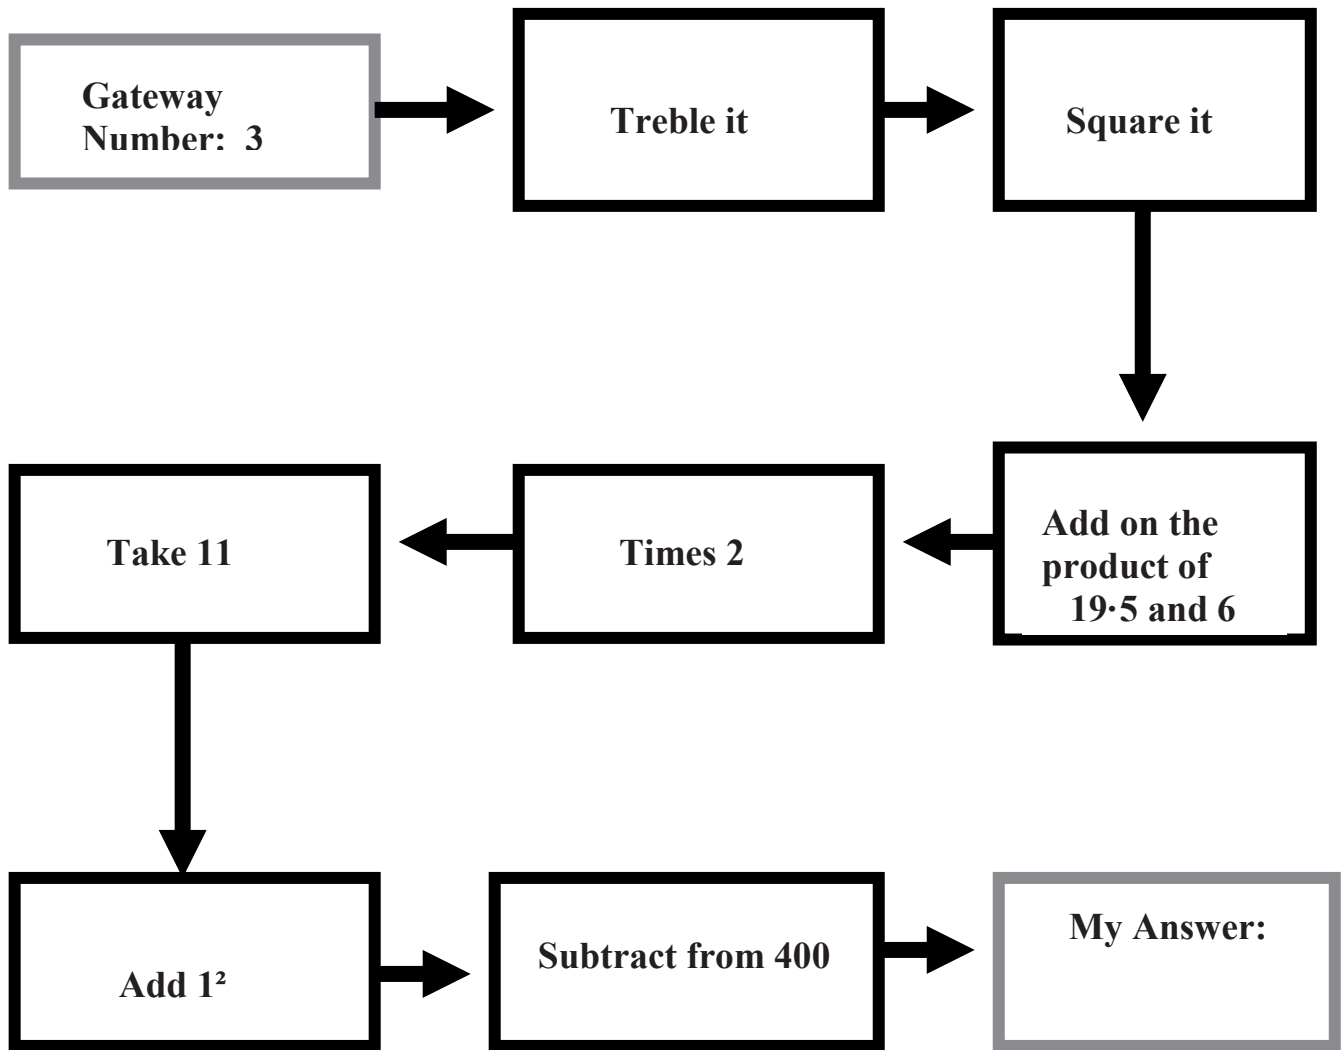 Gateway
Number: 3
Treble it
Square it
Add on the
product of
19·5 and 6
Times 2
Take 11
Add 1²
Subtract from 400
My Answer: